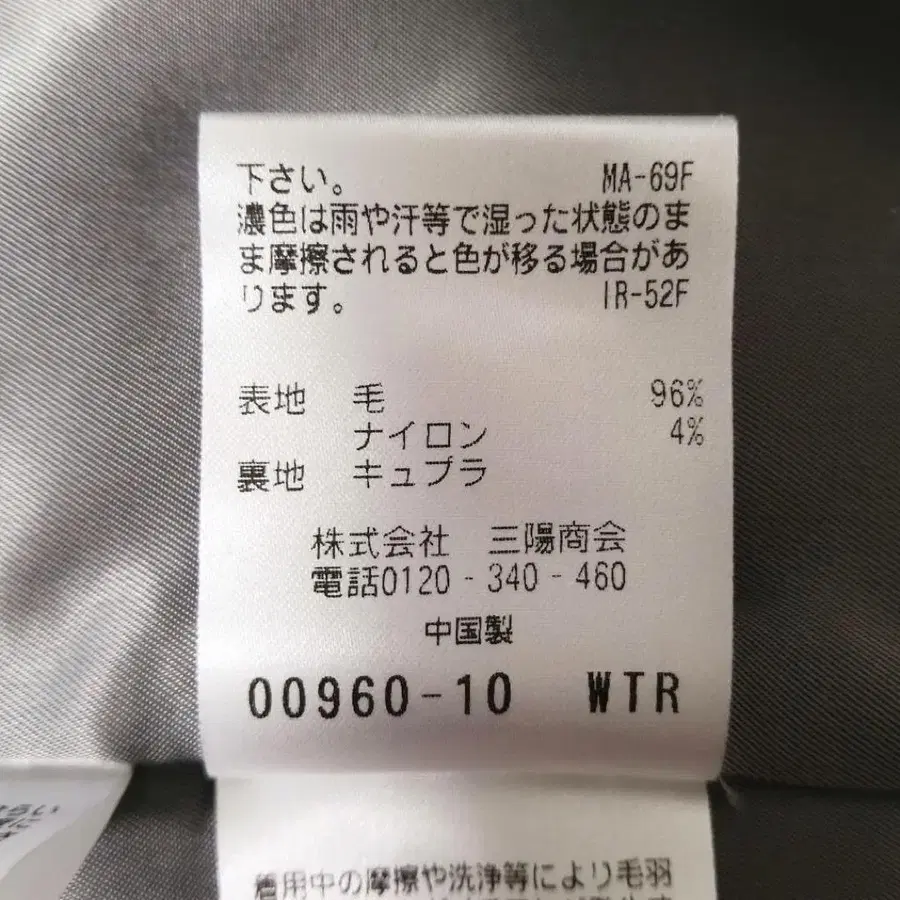 下さい。 MA-69F
濃色は雨や汗等で湿った状態のま
ま摩擦されると色が移る場合があ
ります。 IR-52F
表地 毛 96%
ナイロン 4%
裏地 キュプラ
株式会社 三陽商会
電話0120-340-460
中国製
00960-10 WTR
着用中の摩擦や洗浄等により毛羽